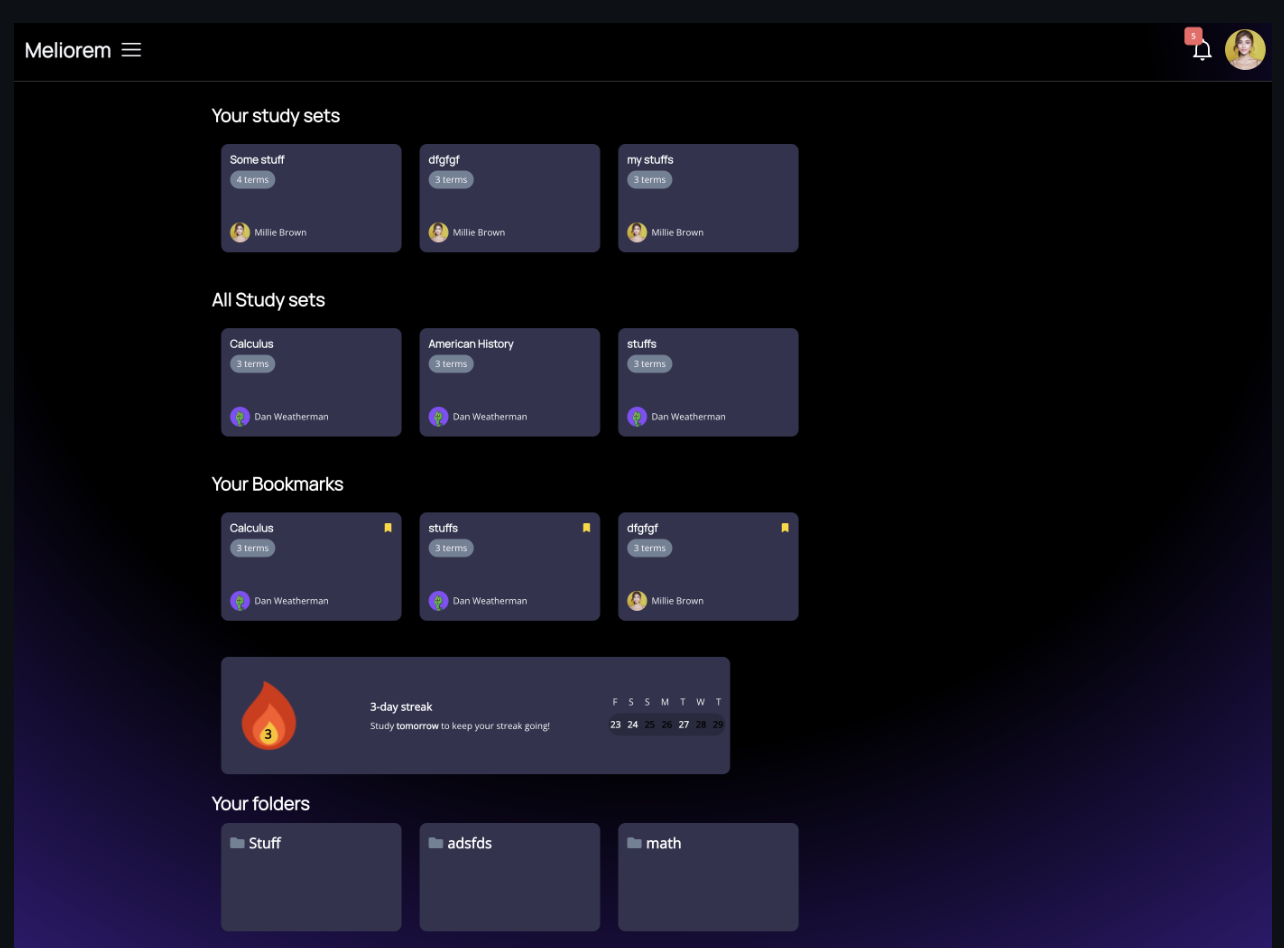 Meliorem
5
Your study sets
Some stuff dfgfgf my stuffs
4 terms 3 terms 3 terms
Millie Brown Millie Brown Millie Brown
All Study sets
Calculus American History stuffs
3 terms 3 terms 3 terms
Dan Weatherman Dan Weatherman Dan Weatherman
Your Bookmarks
Calculus stuffs dfgfgf
3 terms 3 terms 3 terms
Dan Weatherman Dan Weatherman Millie Brown
3
3-day streak
Study tomorrow to keep your streak going!
F S S M T W T
23 24 25 26 27 28 29
Your folders
Stuff adsfds math